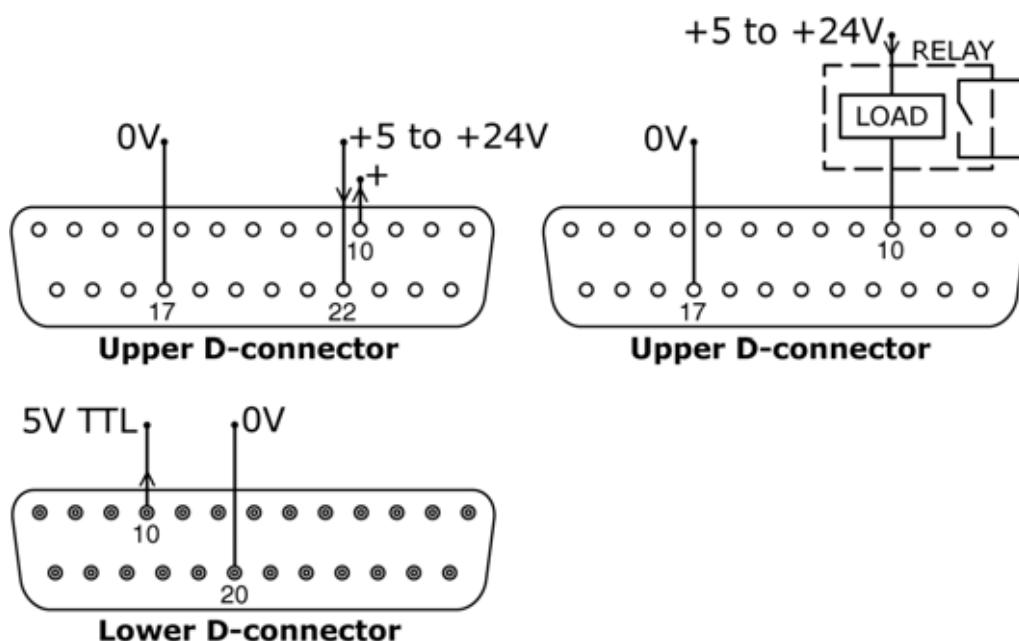 0V
+5 to +24V
+
10
17
22
Upper D-connector
+5 to +24V
RELAY
LOAD
0V
10
17
Upper D-connector
5V TTL
0V
10
20
Lower D-connector